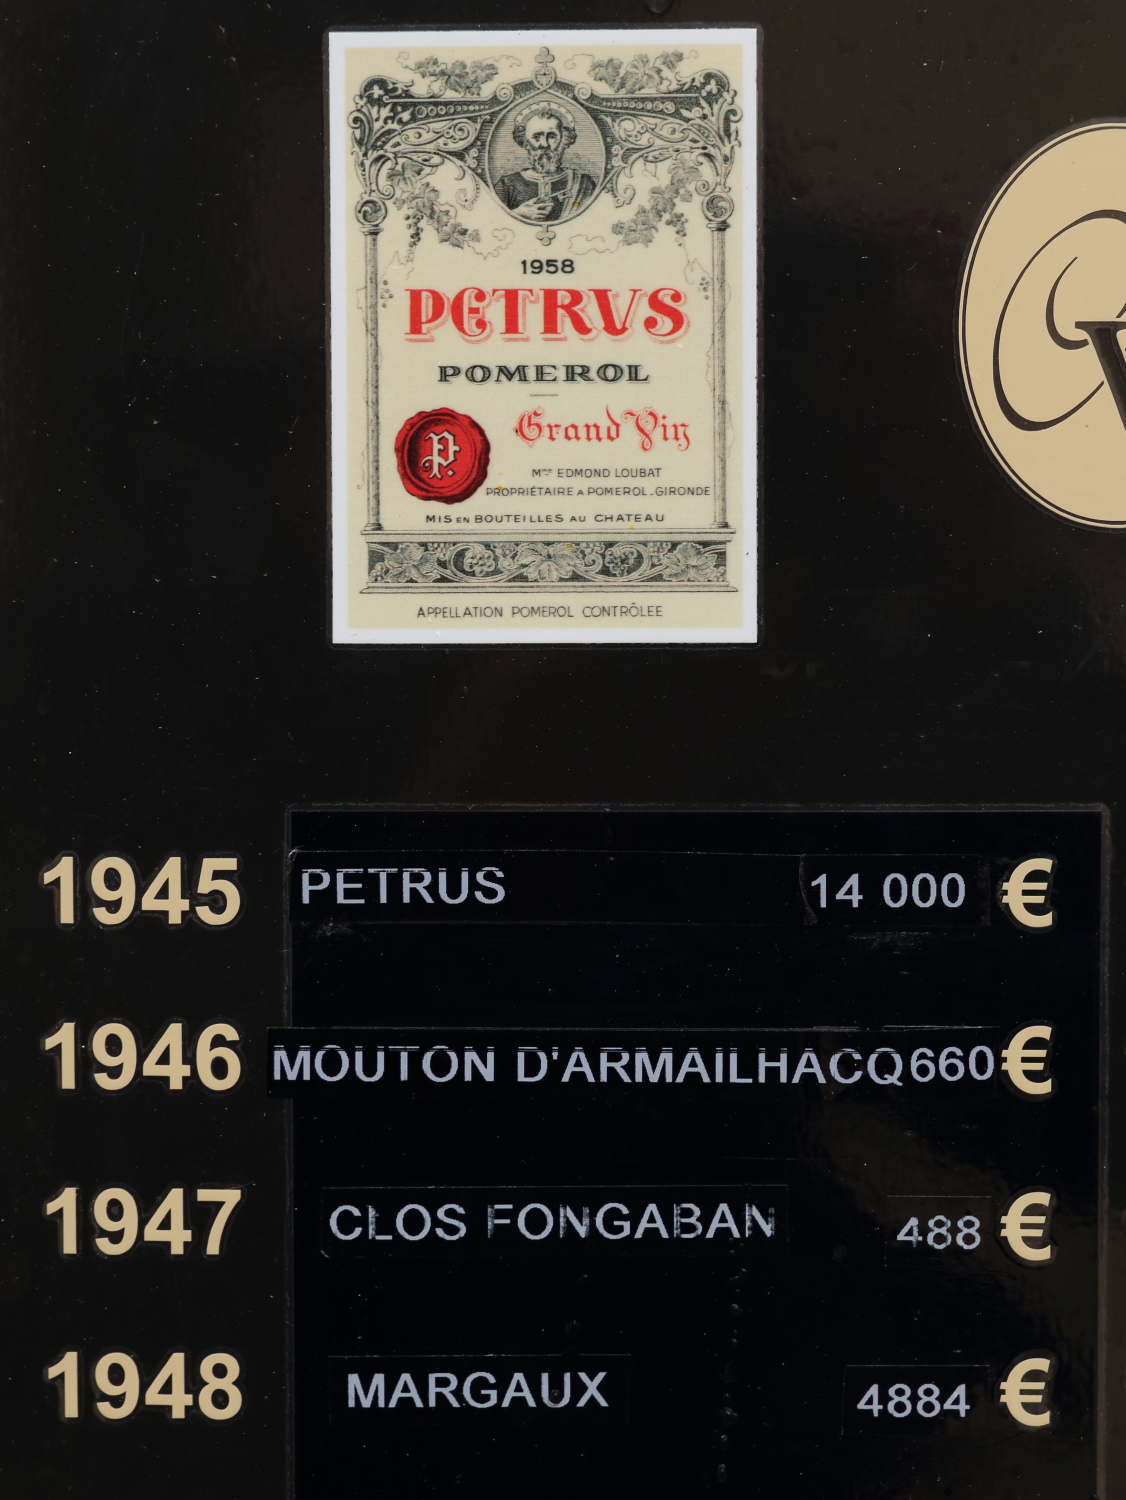 1958
PETRVS
POMEROL
Grand Vin
P.
Mme EDMOND LOUBAT
PROPRIÉTAIRE A POMEROL-GIRONDE
MIS EN BOUTEILLES AU CHATEAU
APPELLATION POMEROL CONTRÔLÉE
1945 PETRUS 14 000 €
1946 MOUTON D'ARMAILHACQ 660 €
1947 CLOS FONGABAN 488 €
1948 MARGAUX 4884 €